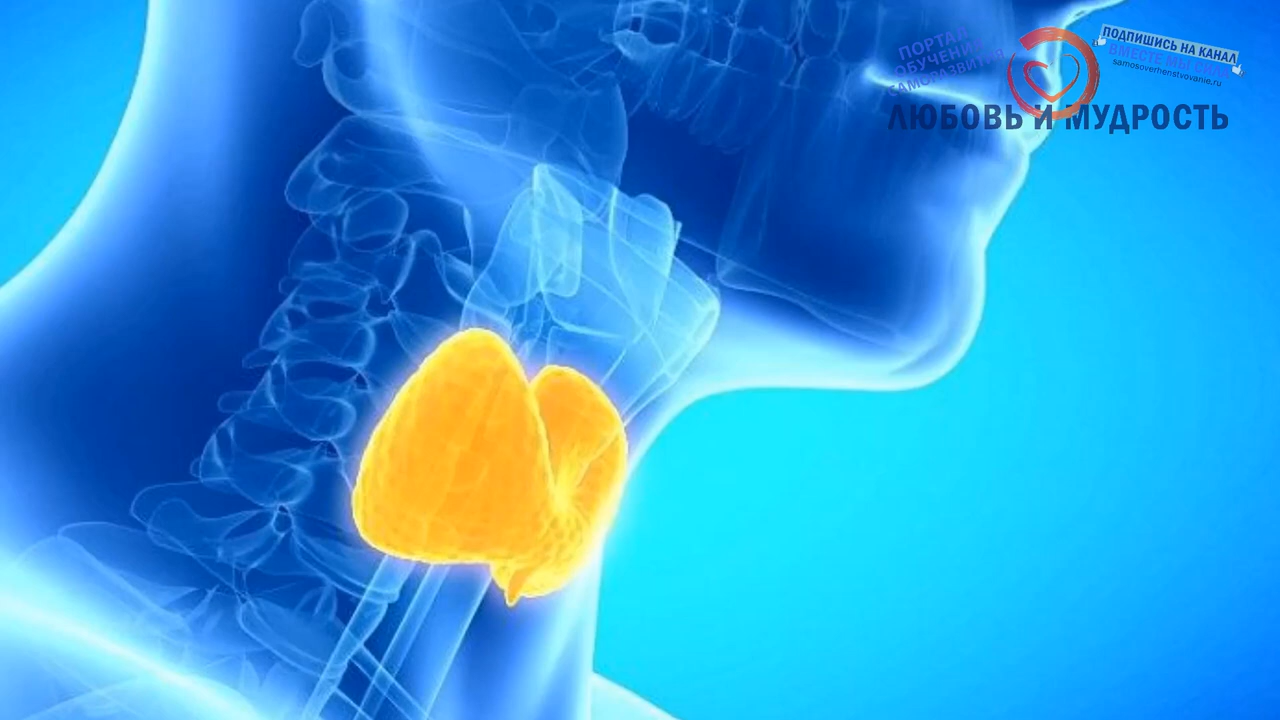 ПОРТАЛ
ОБУЧЕНИЯ
САМОРАЗВИТИЯ
ПОДПИШИСЬ НА КАНАЛ
ВМЕСТЕ МЫ СИЛА
samosoverhenstvovanie.ru
ЛЮБОВЬ И МУДРОСТЬ